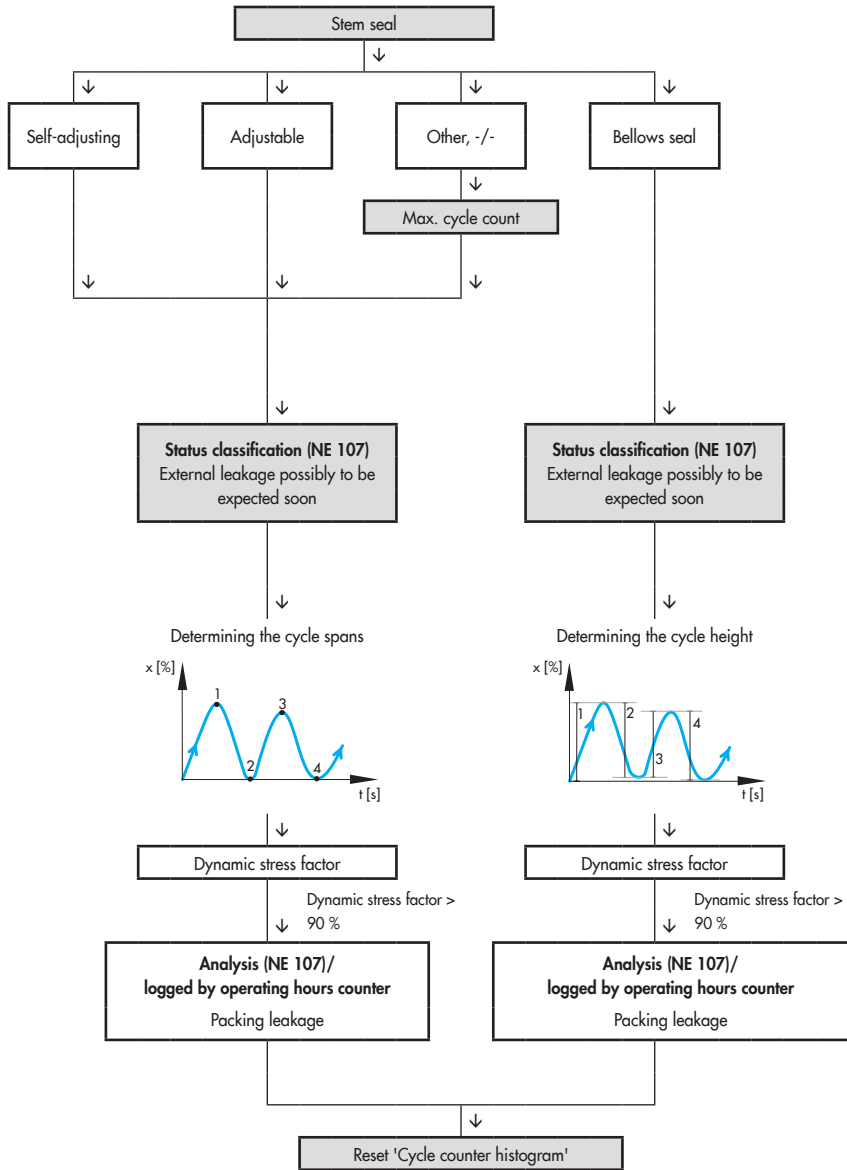 Stem seal
Self-adjusting
Adjustable
Other, -/-
Bellows seal
Max. cycle count
Status classification (NE 107)
External leakage possibly to be
expected soon
Status classification (NE 107)
External leakage possibly to be
expected soon
Determining the cycle spans
x [%]
1
3
2
4
t [s]
Determining the cycle height
x [%]
1
2
4
3
t [s]
Dynamic stress factor
Dynamic stress factor
Dynamic stress factor >
90 %
Dynamic stress factor >
90 %
Analysis (NE 107)/
logged by operating hours counter
Packing leakage
Analysis (NE 107)/
logged by operating hours counter
Packing leakage
Reset 'Cycle counter histogram'